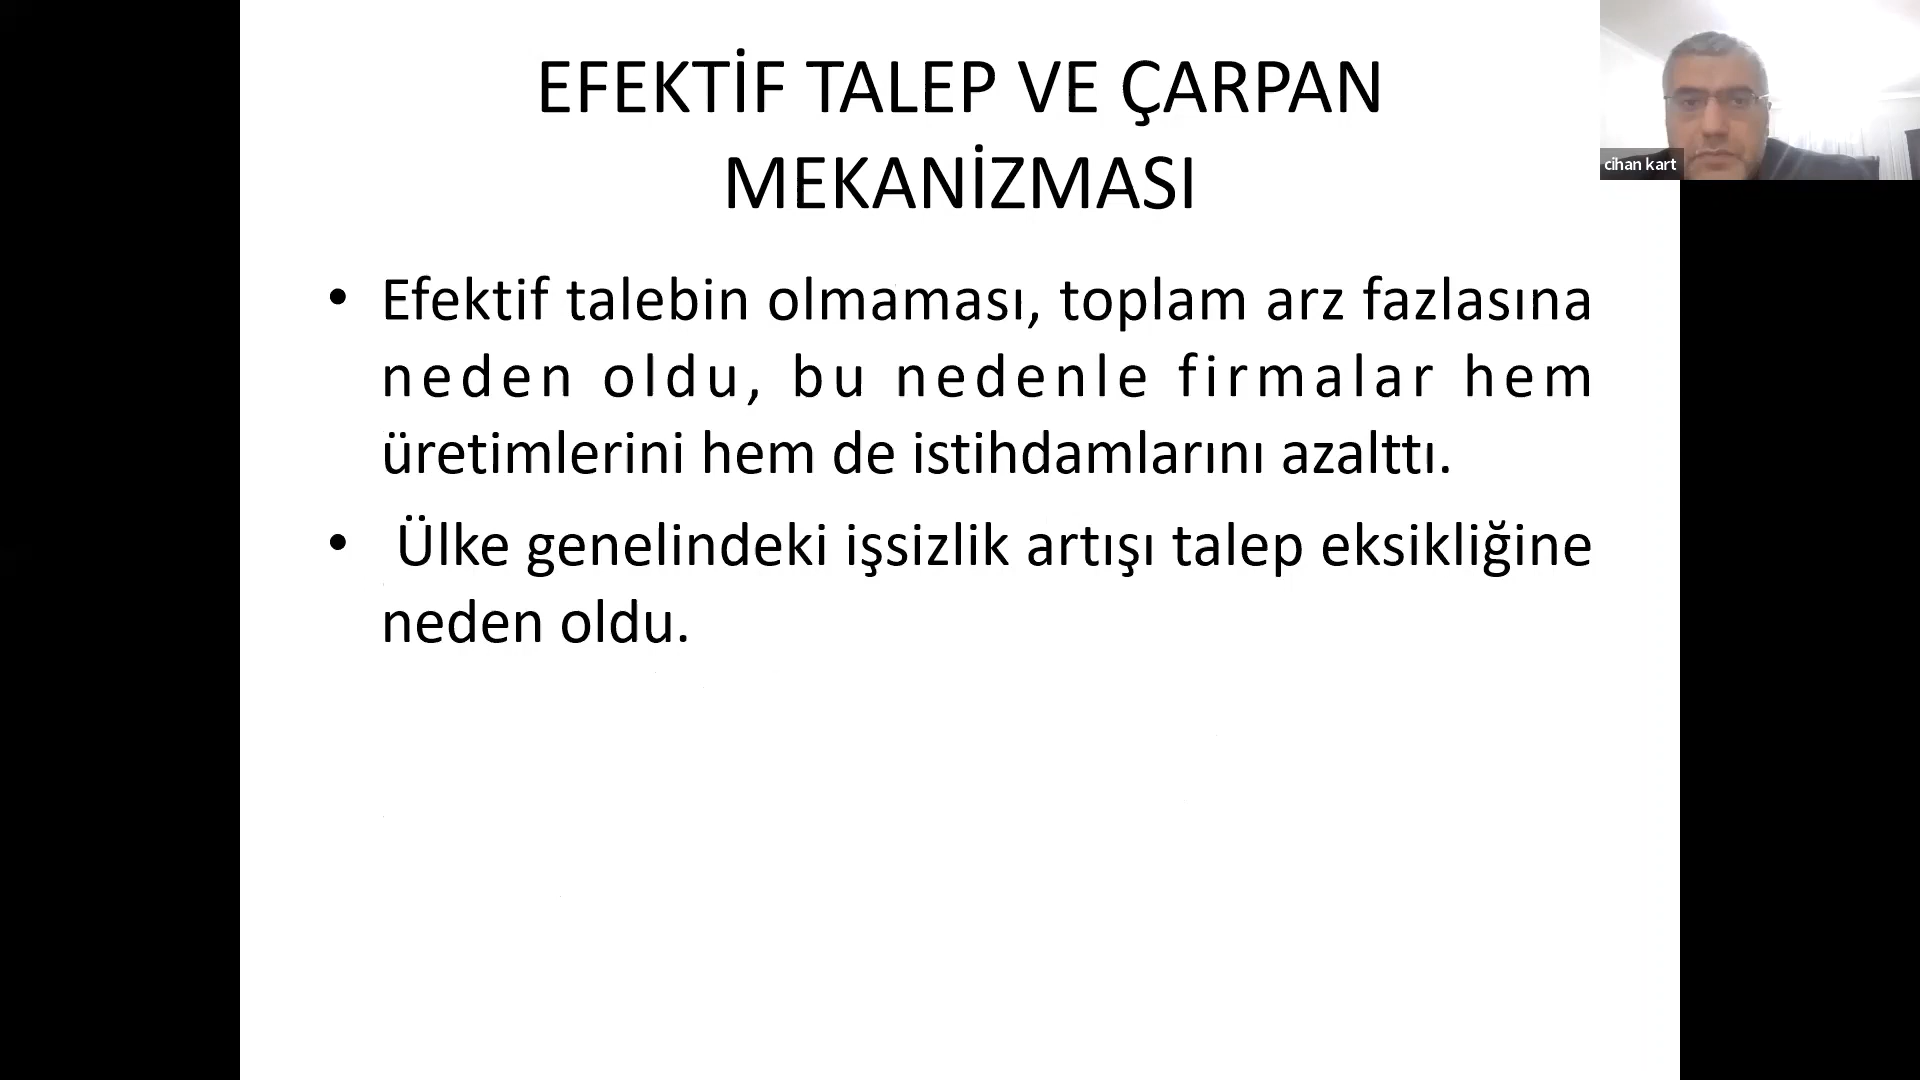 EFEKTİF TALEP VE ÇARPAN
MEKANİZMASI
cihan kart
• Efektif talebin olmaması, toplam arz fazlasına
neden oldu, bu nedenle firmalar hem
üretimlerini hem de istihdamlarını azalttı.
• Ülke genelindeki işsizlik artışı talep eksikliğine
neden oldu.